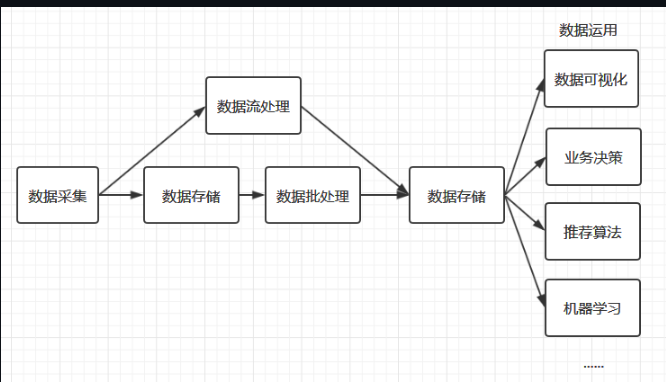 数据运用
数据可视化
数据流处理
业务决策
数据采集
数据存储
数据批处理
数据存储
推荐算法
机器学习
......